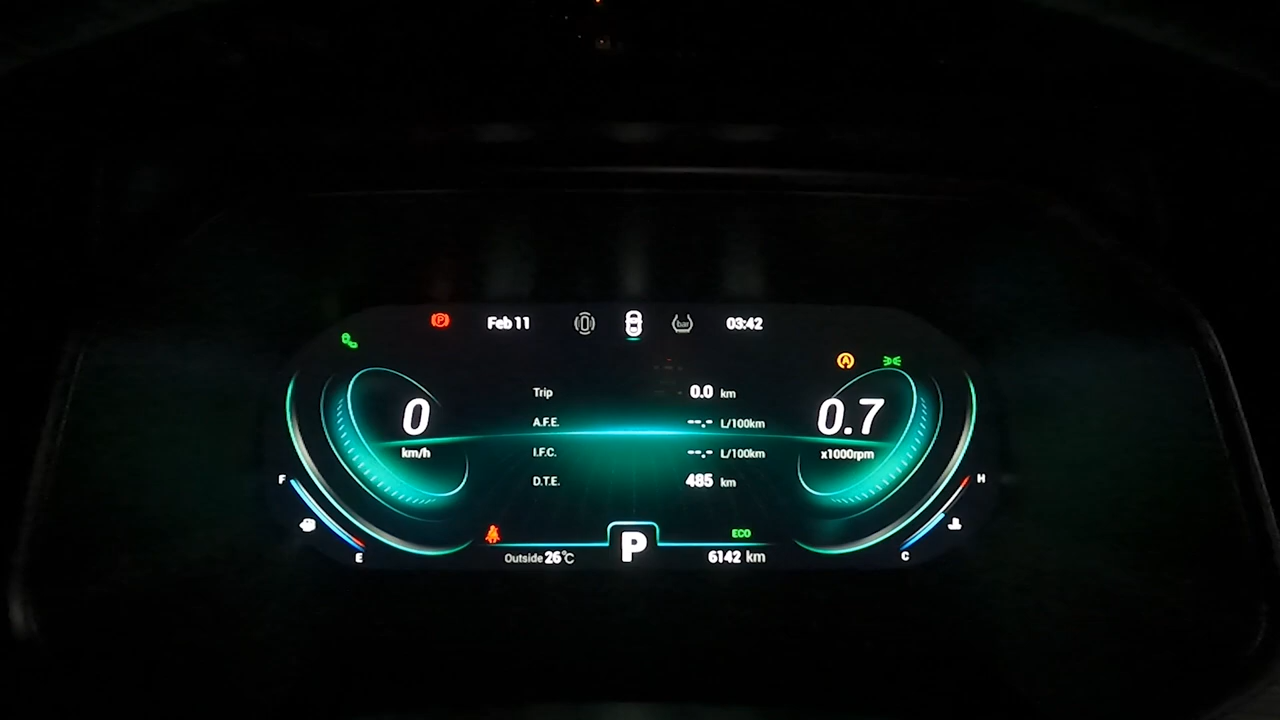 Feb 11
bar
03:42
Trip 0.0 km
A.F.E. --.- L/100km
I.F.C. --.- L/100km
D.T.E. 485 km
0
km/h
0.7
x1000rpm
F
E
H
C
P
A
ECO
Outside 26°C
P
6142 km